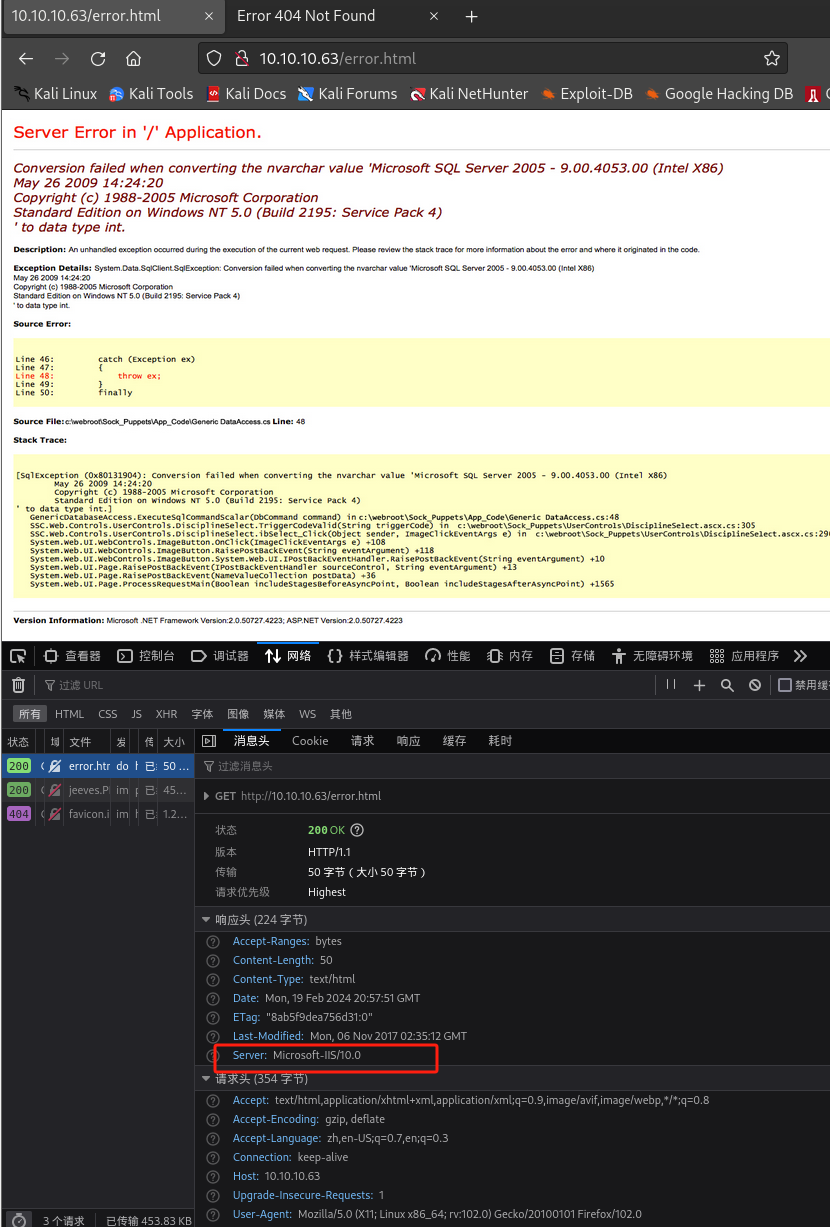 10.10.10.63/error.html
Error 404 Not Found
10.10.10.63/error.html
Kali Linux Kali Tools Kali Docs Kali Forums Kali NetHunter Exploit-DB Google Hacking DB
Server Error in '/' Application.
Conversion failed when converting the nvarchar value 'Microsoft SQL Server 2005 - 9.00.4053.00 (Intel X86)
May 26 2009 14:24:20
Copyright (c) 1988-2005 Microsoft Corporation
Standard Edition on Windows NT 5.0 (Build 2195: Service Pack 4)
' to data type int.
Description: An unhandled exception occurred during the execution of the current web request. Please review the stack trace for more information about the error and where it originated in the code.
Exception Details: System.Data.SqlClient.SqlException: Conversion failed when converting the nvarchar value 'Microsoft SQL Server 2005 - 9.00.4053.00 (Intel X86)
May 26 2009 14:24:20
Copyright (c) 1988-2005 Microsoft Corporation
Standard Edition on Windows NT 5.0 (Build 2195: Service Pack 4)
' to data type int.
Source Error:
Line 46: catch (Exception ex)
Line 47: {
Line 48: throw ex;
Line 49: }
Line 50: finally
Source File: c:\webroot\Sock_Puppets\App_Code\Generic DataAccess.cs Line: 48
Stack Trace:
[SqlException (0x80131904): Conversion failed when converting the nvarchar value 'Microsoft SQL Server 2005 - 9.00.4053.00 (Intel X86)
May 26 2009 14:24:20
Copyright (c) 1988-2005 Microsoft Corporation
Standard Edition on Windows NT 5.0 (Build 2195: Service Pack 4)
' to data type int.]
GenericDatabaseAccess.ExecuteSqlCommandScalar(DbCommand command) in c:\webroot\Sock_Puppets\App_Code\Generic DataAccess.cs:48
SSC.Web.Controls.UserControls.DisciplineSelect.TriggerCodeValid(String triggerCode) in c:\webroot\Sock_Puppets\UserControls\DisciplineSelect.ascx.cs:305
SSC.Web.Controls.UserControls.DisciplineSelect.ibSelect_Click(Object sender, ImageClickEventArgs e) in c:\webroot\Sock_Puppets\UserControls\DisciplineSelect.ascx.cs:290
System.Web.UI.WebControls.ImageButton.OnClick(ImageClickEventArgs e) +108
System.Web.UI.WebControls.ImageButton.RaisePostBackEvent(String eventArgument) +118
System.Web.UI.WebControls.ImageButton.System.Web.UI.IPostBackEventHandler.RaisePostBackEvent(String eventArgument) +10
System.Web.UI.Page.RaisePostBackEvent(IPostBackEventHandler sourceControl, String eventArgument) +13
System.Web.UI.Page.RaisePostBackEvent(NameValueCollection postData) +36
System.Web.UI.Page.ProcessRequestMain(Boolean includeStagesBeforeAsyncPoint, Boolean includeStagesAfterAsyncPoint) +1565
Version Information: Microsoft .NET Framework Version:2.0.50727.4223; ASP.NET Version:2.0.50727.4223
查看器 控制台 调试器 网络 样式编辑器 性能 内存 存储 无障碍环境 应用程序
过滤 URL
禁用缓
所有 HTML CSS JS XHR 字体 图像 媒体 WS 其他
状态 域 文件 发 传 大小
消息头 Cookie 请求 响应 缓存 耗时
200 error.htr do 已 50 ...
200 jeeves.P im 已 45...
404 favicon.i im 已 1.2...
过滤消息头
GET http://10.10.10.63/error.html
状态 200 OK
版本 HTTP/1.1
传输 50 字节（大小 50 字节）
请求优先级 Highest
响应头 (224 字节)
Accept-Ranges: bytes
Content-Length: 50
Content-Type: text/html
Date: Mon, 19 Feb 2024 20:57:51 GMT
ETag: "8ab5f9dea756d31:0"
Last-Modified: Mon, 06 Nov 2017 02:35:12 GMT
Server: Microsoft-IIS/10.0
请求头 (354 字节)
Accept: text/html,application/xhtml+xml,application/xml;q=0.9,image/avif,image/webp,*/*;q=0.8
Accept-Encoding: gzip, deflate
Accept-Language: zh,en-US;q=0.7,en;q=0.3
Connection: keep-alive
Host: 10.10.10.63
Upgrade-Insecure-Requests: 1
User-Agent: Mozilla/5.0 (X11; Linux x86_64; rv:102.0) Gecko/20100101 Firefox/102.0
3 个请求 已传输 453.83 KB